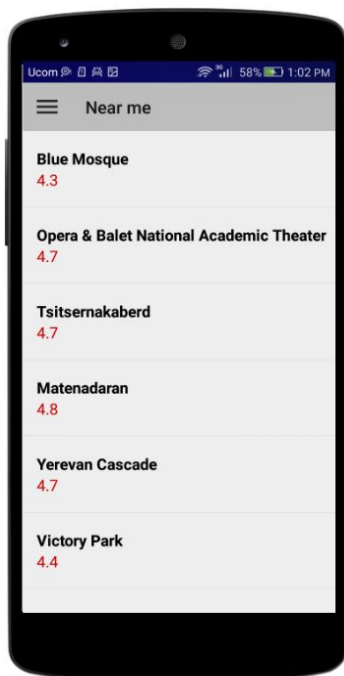 Ucom 3G 58% 1:02 PM
Near me
Blue Mosque
4.3
Opera & Balet National Academic Theater
4.7
Tsitsernakaberd
4.7
Matenadaran
4.8
Yerevan Cascade
4.7
Victory Park
4.4